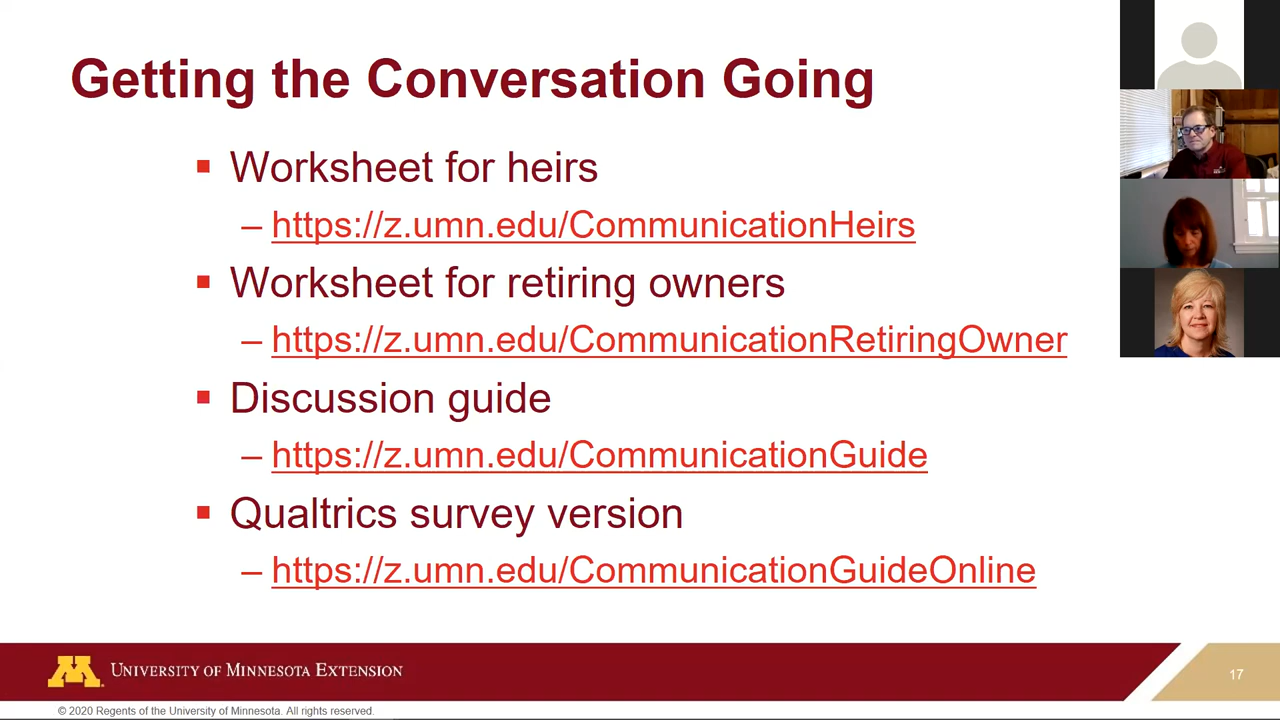 Getting the Conversation Going
Worksheet for heirs
– https://z.umn.edu/CommunicationHeirs
Worksheet for retiring owners
– https://z.umn.edu/CommunicationRetiringOwner
Discussion guide
– https://z.umn.edu/CommunicationGuide
Qualtrics survey version
– https://z.umn.edu/CommunicationGuideOnline
M
UNIVERSITY OF MINNESOTA EXTENSION
17
© 2020 Regents of the University of Minnesota. All rights reserved.